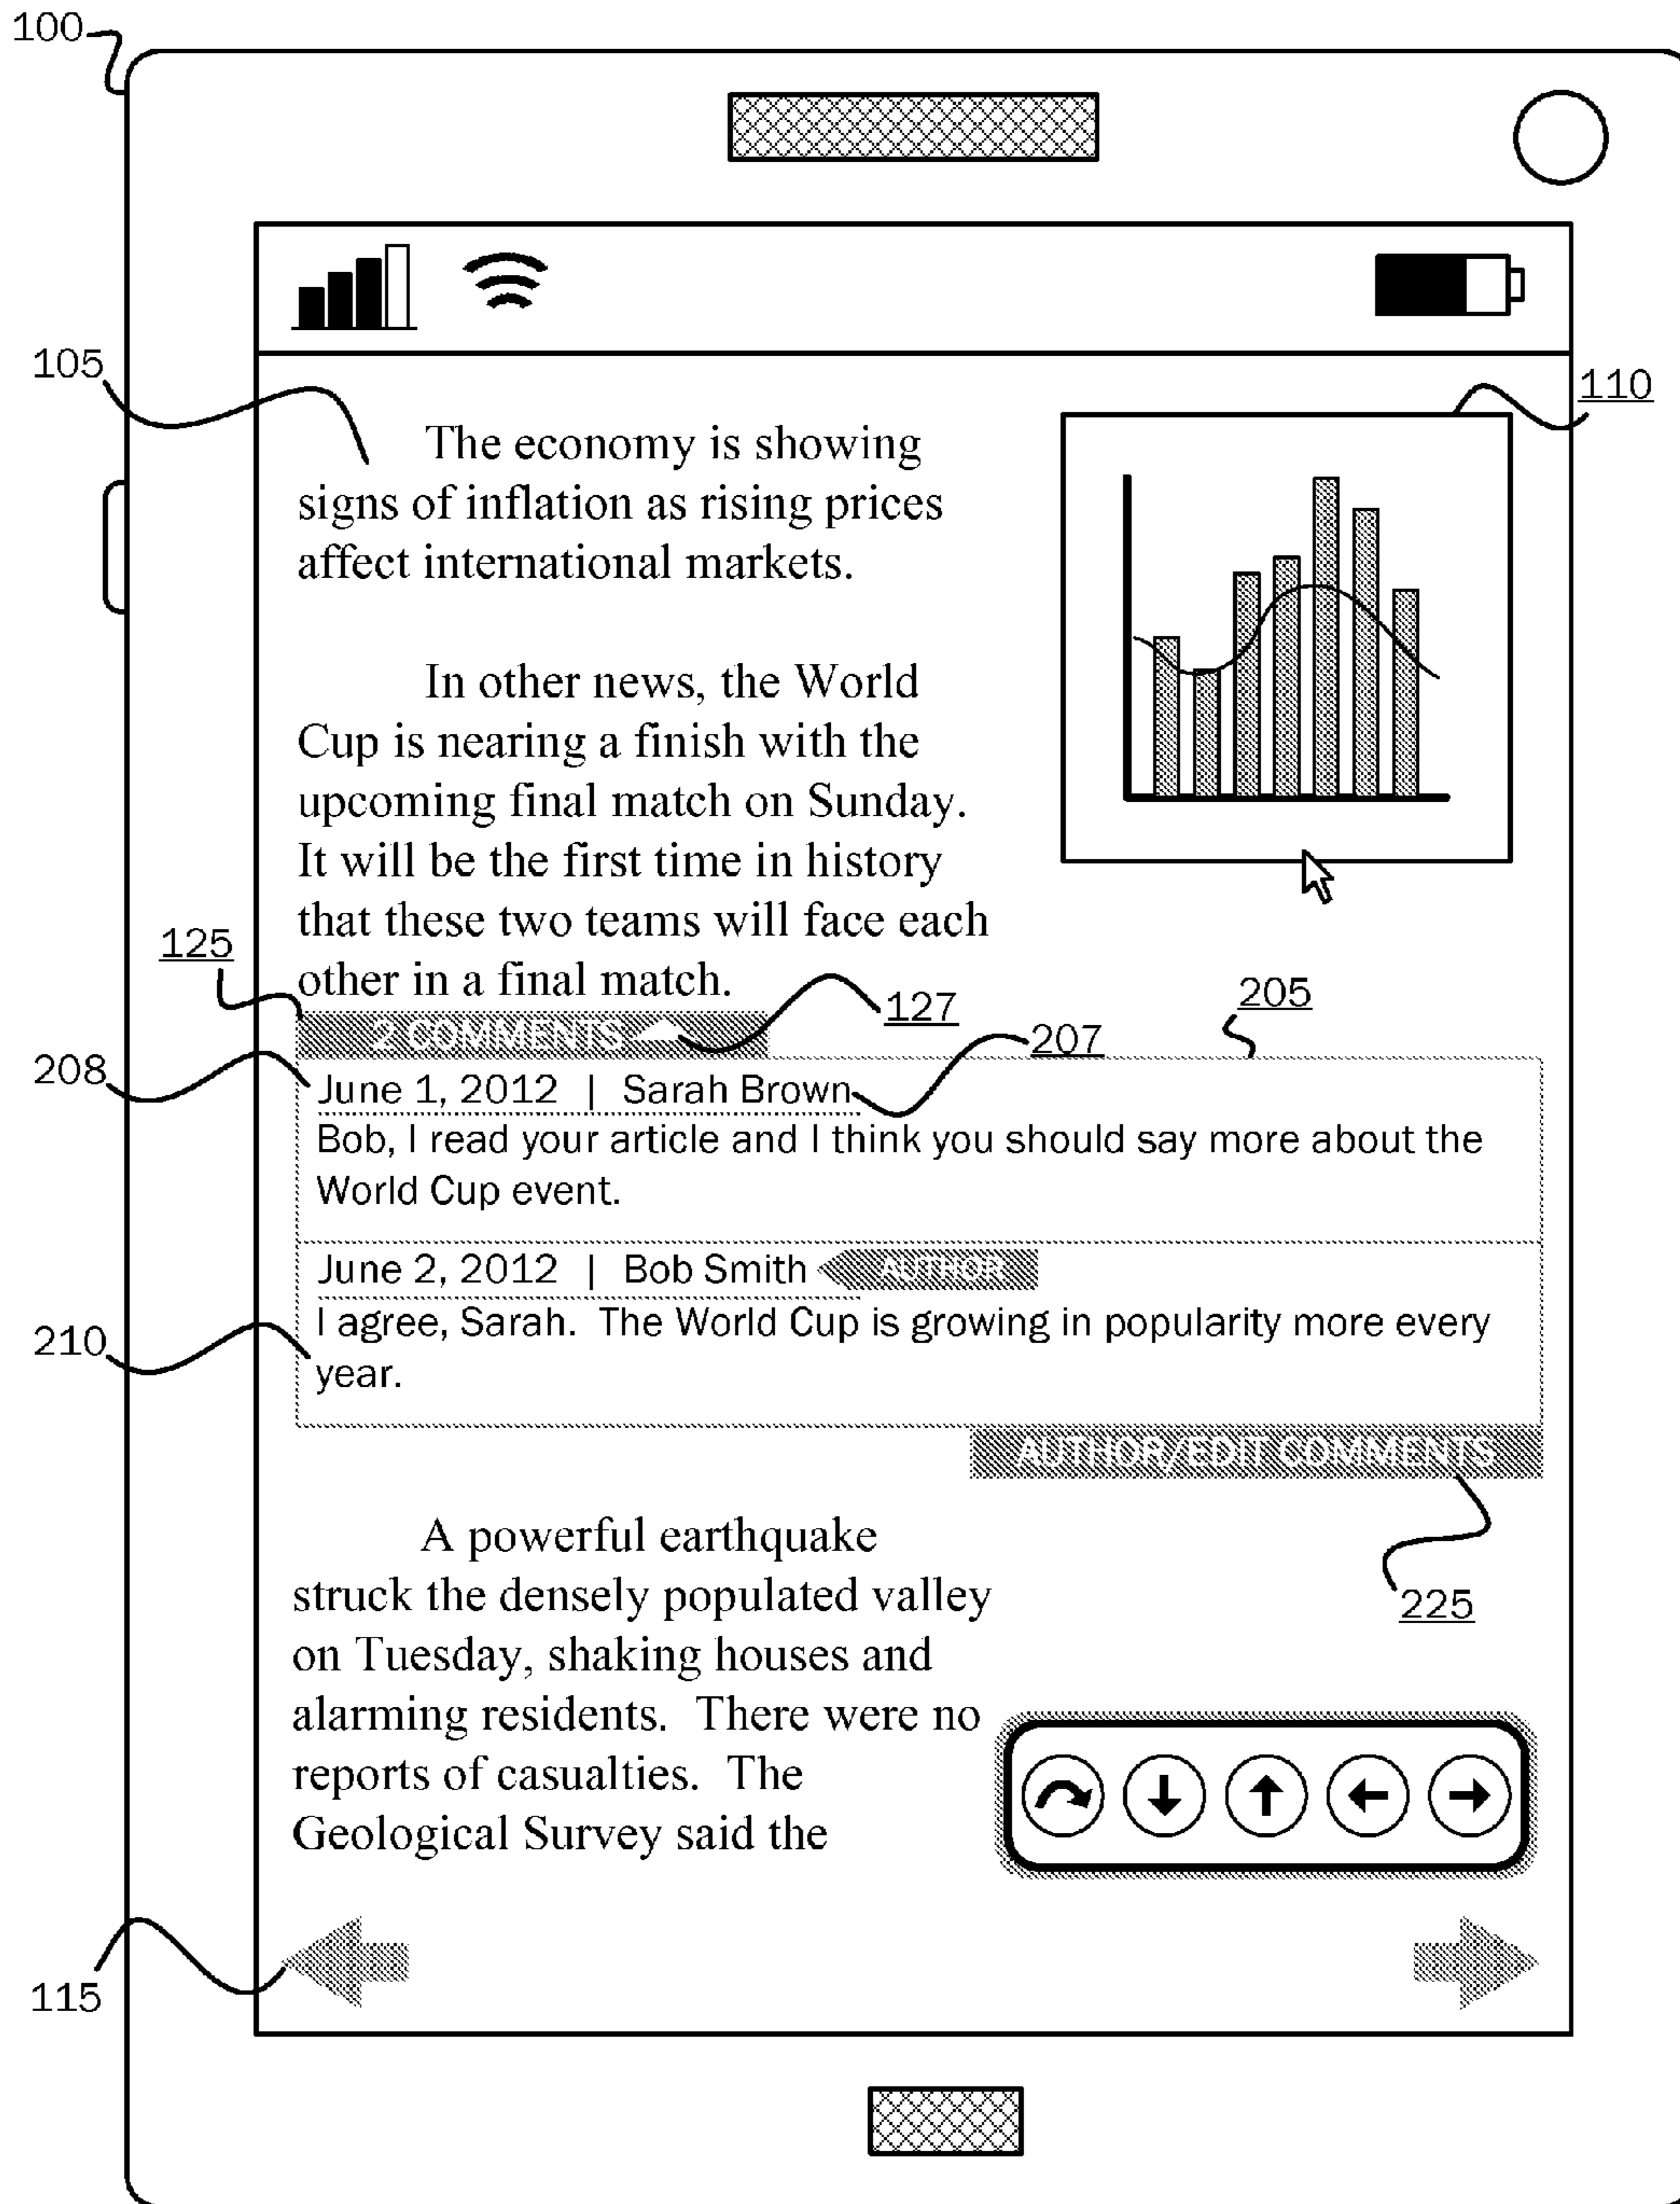 100
105
110
The economy is showing
signs of inflation as rising prices
affect international markets.
In other news, the World
Cup is nearing a finish with the
upcoming final match on Sunday.
It will be the first time in history
that these two teams will face each
other in a final match.
125
127
205
2 COMMENTS
207
208
June 1, 2012 | Sarah Brown
Bob, I read your article and I think you should say more about the
World Cup event.
June 2, 2012 | Bob Smith AUTHOR
210
I agree, Sarah. The World Cup is growing in popularity more every
year.
AUTHOR/EDIT COMMENTS
225
A powerful earthquake
struck the densely populated valley
on Tuesday, shaking houses and
alarming residents. There were no
reports of casualties. The
Geological Survey said the
115